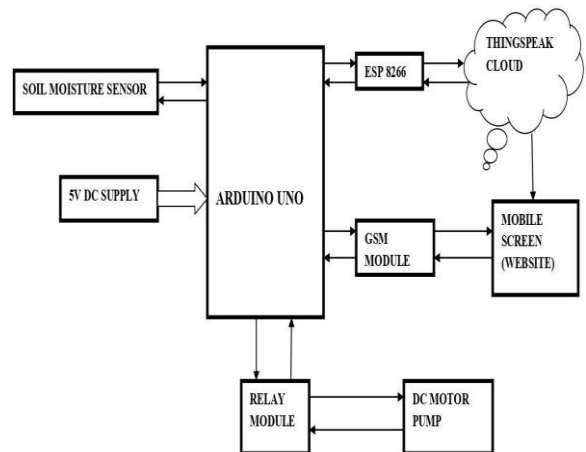 THINGSPEAK
CLOUD
SOIL MOISTURE SENSOR
ESP 8266
5V DC SUPPLY
ARDUINO UNO
GSM
MODULE
MOBILE
SCREEN
(WEBSITE)
RELAY
MODULE
DC MOTOR
PUMP